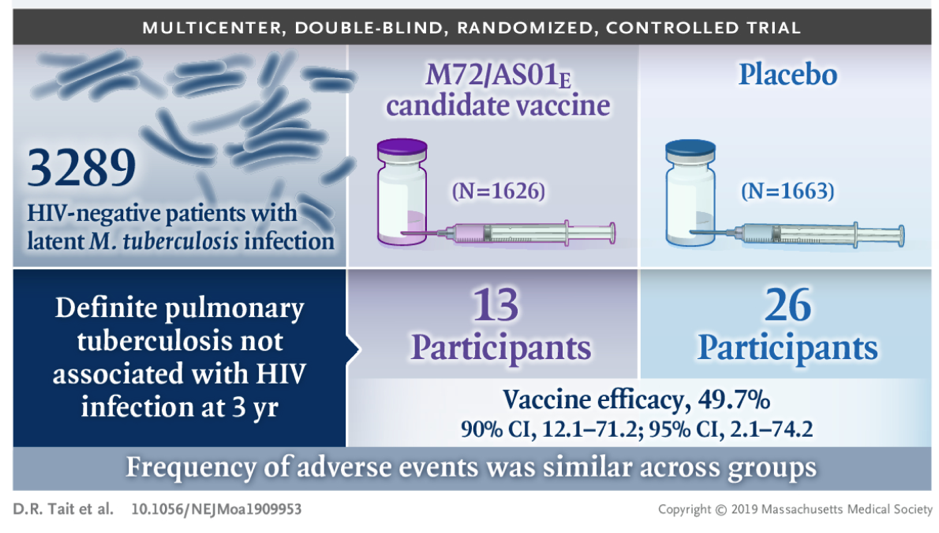 MULTICENTER, DOUBLE-BLIND, RANDOMIZED, CONTROLLED TRIAL
3289
HIV-negative patients with
latent M. tuberculosis infection
M72/AS01E
candidate vaccine
(N=1626)
Placebo
(N=1663)
Definite pulmonary
tuberculosis not
associated with HIV
infection at 3 yr
13
Participants
26
Participants
Vaccine efficacy, 49.7%
90% CI, 12.1–71.2; 95% CI, 2.1–74.2
Frequency of adverse events was similar across groups
D.R. Tait et al. 10.1056/NEJMoa1909953
Copyright © 2019 Massachusetts Medical Society